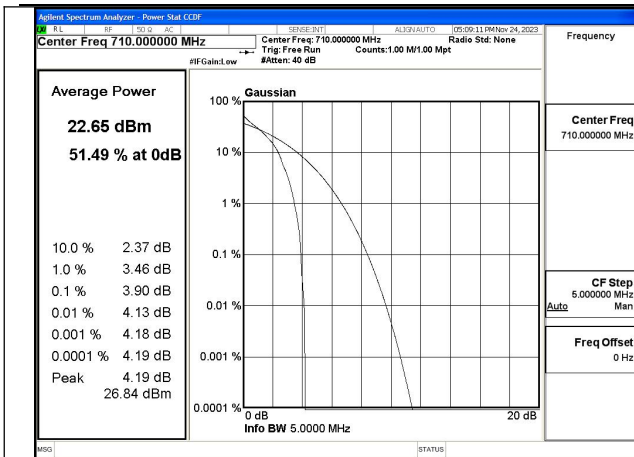 Agilent Spectrum Analyzer - Power Stat CCDF
RL RF 50 Ω AC SENSE:INT ALIGN AUTO 05:09:11 PM Nov 24, 2023
Center Freq 710.000000 MHz
Center Freq: 710.000000 MHz Radio Std: None
Trig: Free Run Counts:1.00 M/1.00 Mpt
#IFGain:Low #Atten: 40 dB
Frequency
Average Power
22.65 dBm
51.49 % at 0dB
10.0 % 2.37 dB
1.0 % 3.46 dB
0.1 % 3.90 dB
0.01 % 4.13 dB
0.001 % 4.18 dB
0.0001 % 4.19 dB
Peak 4.19 dB
26.84 dBm
100 % Gaussian
10 %
1 %
0.1 %
0.01 %
0.001 %
0.0001 %
0 dB 20 dB
Info BW 5.0000 MHz
Center Freq
710.000000 MHz
CF Step
5.000000 MHz
Auto Man
Freq Offset
0 Hz
MSG STATUS